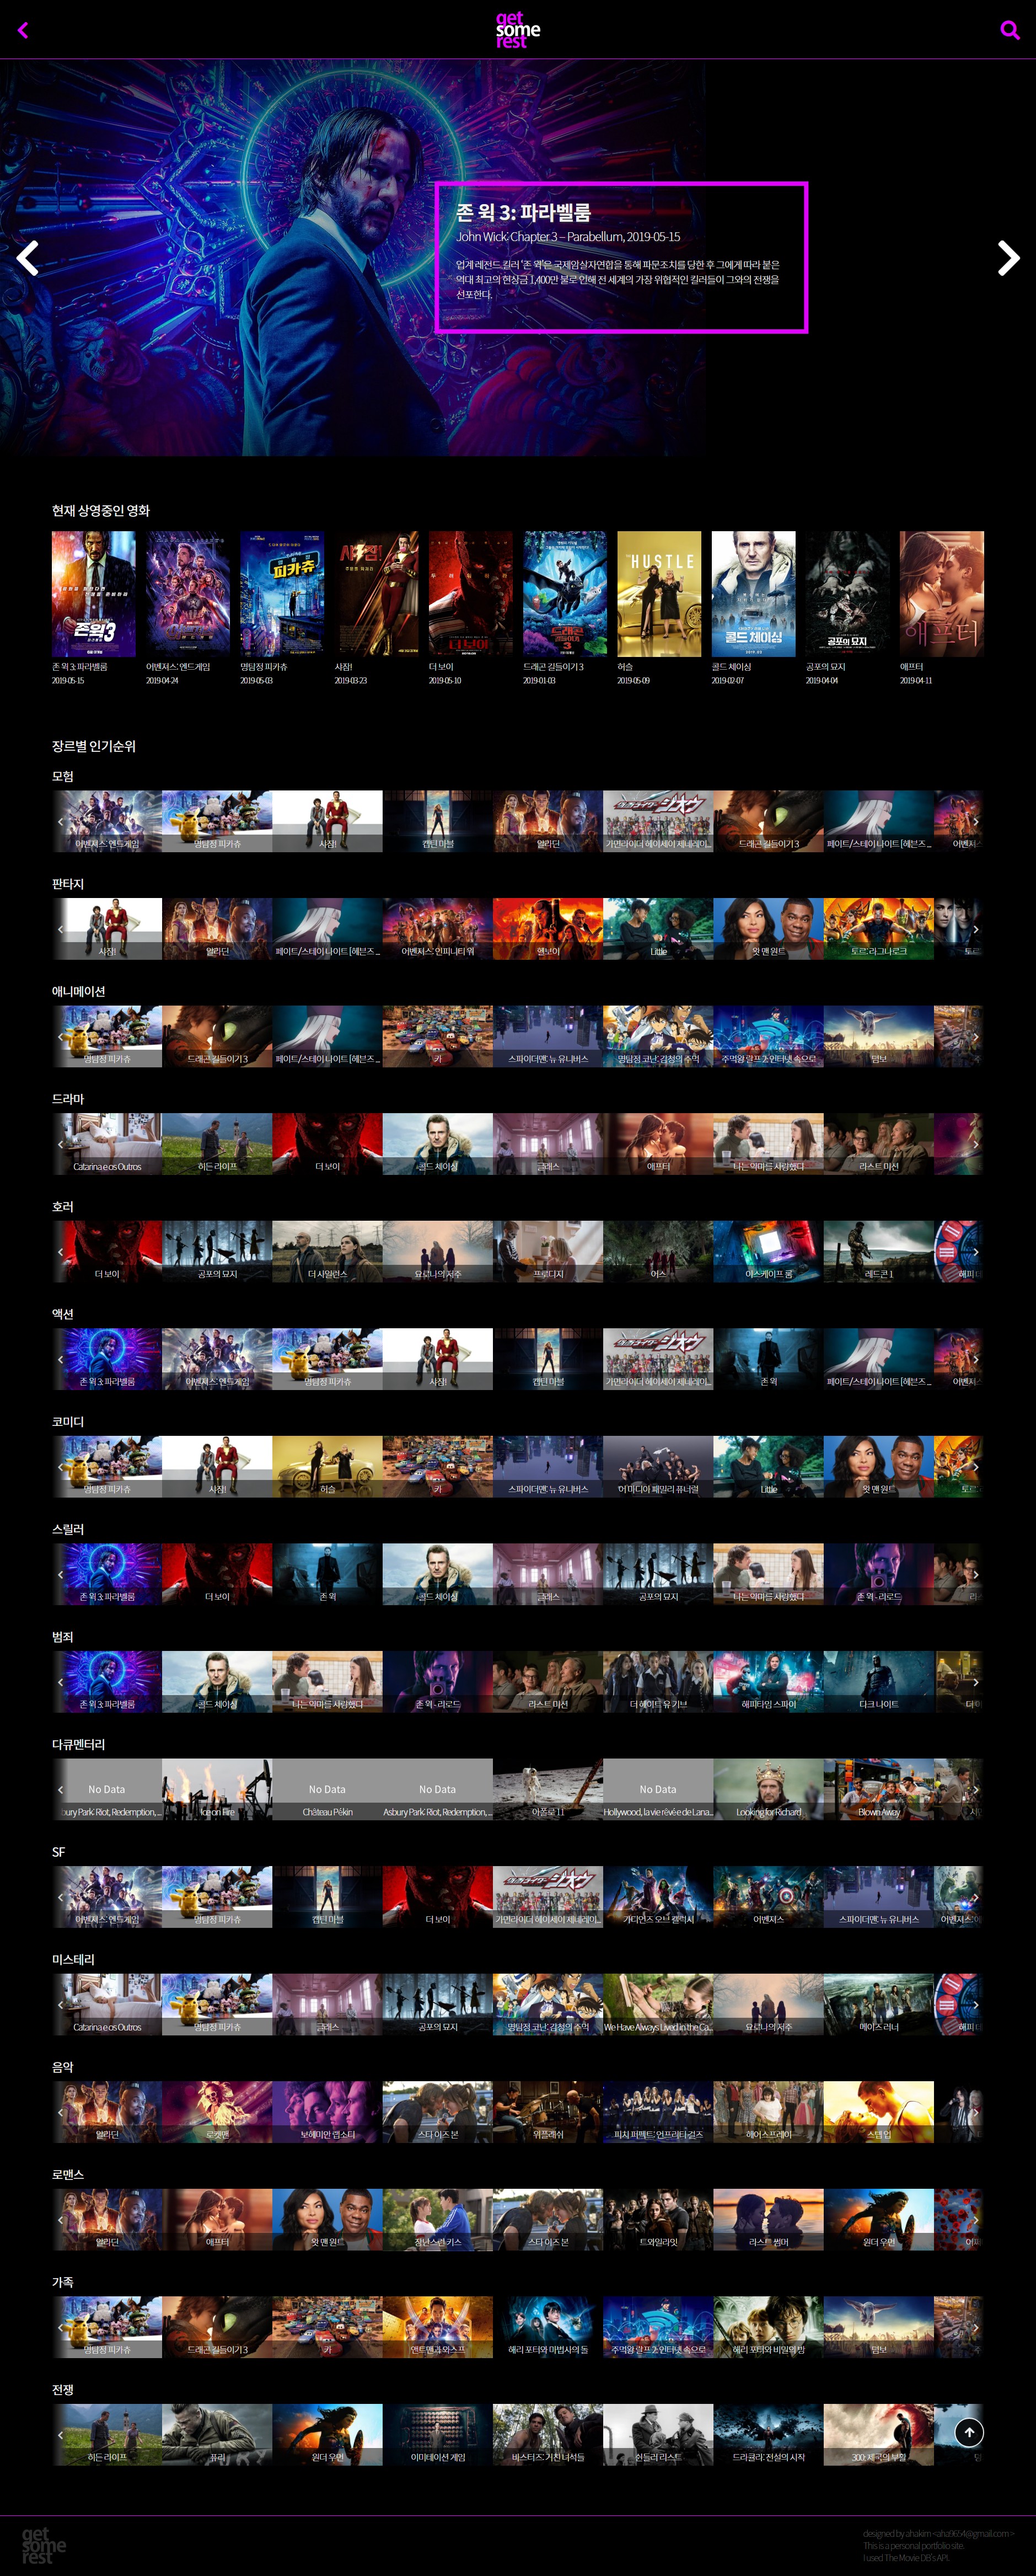 get
some
rest
존 윅 3: 파라벨룸
John Wick: Chapter 3 – Parabellum, 2019-05-15
업계 레전드 킬러 '존 윅'은 국제암살자연합을 통해 파문조치를 당한 후 그에게 따라 붙은
역대 최고의 현상금 1,400만 불로 인해 전 세계의 가장 위협적인 킬러들이 그와의 전쟁을
선포한다.
현재 상영중인 영화
존윅3
피카츄
샤잠!
더 보이
드래곤 길들이기 3
HUSTLE
콜드 체이싱
공포의 묘지
애프터
존 윅 3: 파라벨룸
어벤져스: 엔드게임
명탐정 피카츄
샤잠!
더 보이
드래곤 길들이기 3
허슬
콜드 체이싱
공포의 묘지
애프터
2019-05-15
2019-04-24
2019-05-03
2019-03-23
2019-05-10
2019-01-03
2019-05-09
2019-02-07
2019-04-04
2019-04-11
장르별 인기순위
모험
어벤져스: 엔드게임
명탐정 피카츄
샤잠!
캡틴 마블
알라딘
가면라이더 헤이세이 제네레이...
드래곤 길들이기 3
페이트/스테이 나이트 [헤븐즈 ...
어벤져스
판타지
샤잠!
알라딘
페이트/스테이 나이트 [헤븐즈 ...
어벤져스: 인피니티 워
헬보이
Little
왓 맨 원트
토르: 라그나로크
토르
애니메이션
명탐정 피카츄
드래곤 길들이기 3
페이트/스테이 나이트 [헤븐즈 ...
카
스파이더맨: 뉴 유니버스
명탐정 코난: 감청의 주먹
주먹왕 랄프 2: 인터넷 속으로
덤보
드라마
Catarina e os Outros
히든 라이프
더 보이
콜드 체이싱
글래스
애프터
나는 악마를 사랑했다
라스트 미션
호러
더 보이
공포의 묘지
더 사일런스
요로나의 저주
프로디지
어스
이스케이프 룸
레드콘 1
해피 데
액션
존 윅 3: 파라벨룸
어벤져스: 엔드게임
명탐정 피카츄
샤잠!
캡틴 마블
가면라이더 헤이세이 제네레이...
존 윅
페이트/스테이 나이트 [헤븐즈 ...
어벤져스
코미디
명탐정 피카츄
샤잠!
허슬
카
스파이더맨: 뉴 유니버스
어 마디아 패밀리 퓨너럴
Little
왓 맨 원트
토르:
스릴러
존 윅 3: 파라벨룸
더 보이
존 윅
콜드 체이싱
글래스
공포의 묘지
나는 악마를 사랑했다
존 윅 - 리로드
라스
범죄
존 윅 3: 파라벨룸
콜드 체이싱
나는 악마를 사랑했다
존 윅 - 리로드
라스트 미션
더 헤이트 유 기브
해피타임 스파이
다크 나이트
더 이
다큐멘터리
No Data
No Data
No Data
No Data
bury Park: Riot, Redemption, ...
Ice on Fire
Château Pékin
Asbury Park: Riot, Redemption, ...
아폴로 11
Hollywood, la vie rêvée de Lana...
Looking for Richard
Blown Away
SF
어벤져스: 엔드게임
명탐정 피카츄
캡틴 마블
더 보이
가면라이더 헤이세이 제네레이...
가디언즈 오브 갤럭시
어벤져스
스파이더맨: 뉴 유니버스
어벤져스: 에
미스테리
Catarina e os Outros
명탐정 피카츄
글래스
공포의 묘지
명탐정 코난: 감청의 주먹
We Have Always Lived in the Ca...
요로나의 저주
메이즈 러너
해피 데
음악
알라딘
로켓맨
보헤미안 랩소디
스타 이즈 본
위플래쉬
피치 퍼펙트: 언프리티 걸즈
헤어스프레이
스텝 업
로맨스
알라딘
애프터
왓 맨 원트
장난스런 키스
스타 이즈 본
트와일라잇
라스트 썸머
원더 우먼
어쩌
가족
명탐정 피카츄
드래곤 길들이기 3
카
앤트맨과 와스프
해리 포터와 마법사의 돌
주먹왕 랄프 2: 인터넷 속으로
해리 포터와 비밀의 방
덤보
전쟁
히든 라이프
퓨리
원더 우먼
이미테이션 게임
바스터즈: 거친 녀석들
쉰들러 리스트
드라큘라: 전설의 시작
300: 제국의 부활
덩
get
some
rest
designed by ahakim <aha0654@gmail.com >
This is a personal portfolio site.
I used The Movie DB's API.